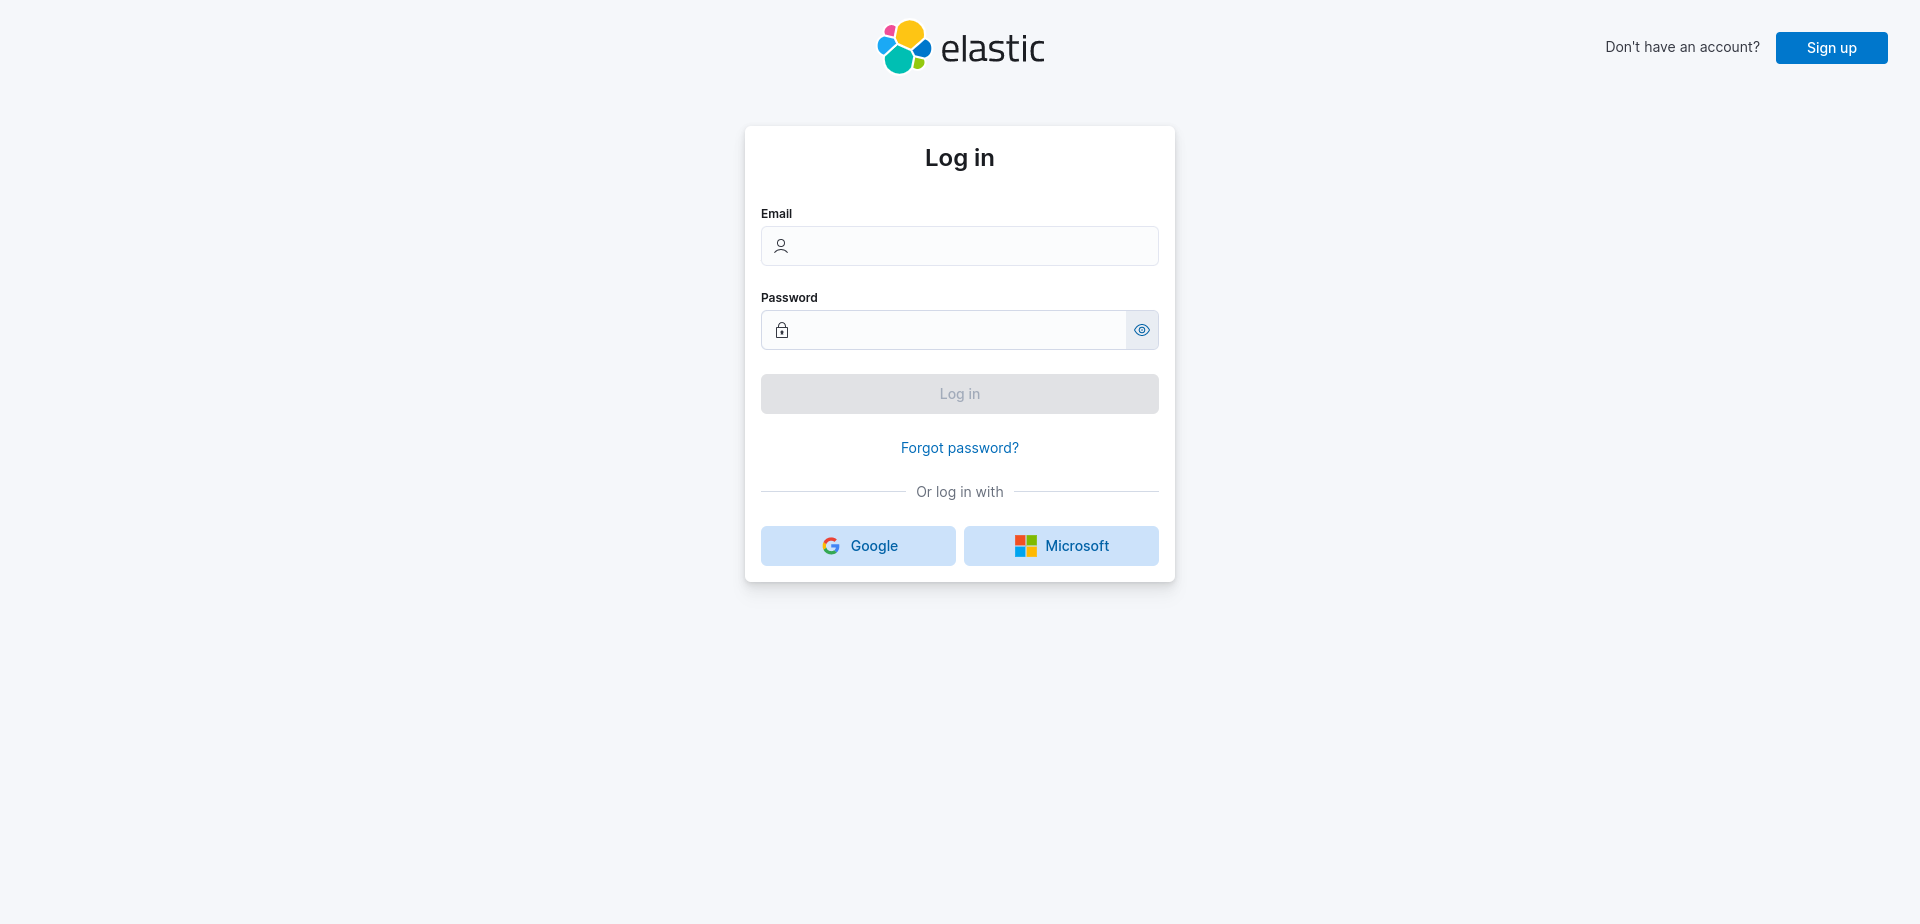 elastic
Don't have an account?
Sign up
Log in
Email
Password
Log in
Forgot password?
Or log in with
Google
Microsoft